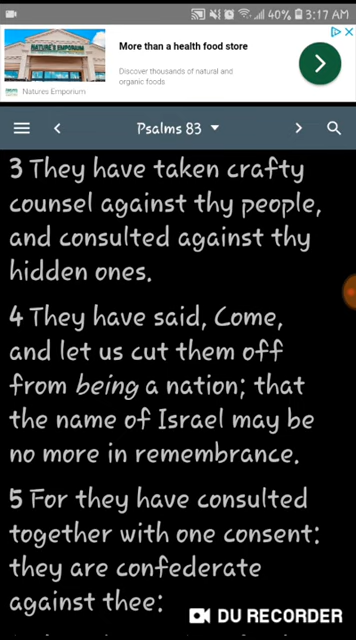 40% 3:17 AM
NATURE'S EMPORIUM
More than a health food store
Discover thousands of natural and
organic foods
Natures Emporium
Psalms 83
3 They have taken crafty
counsel against thy people,
and consulted against thy
hidden ones.
4 They have said, Come,
and let us cut them off
from being a nation; that
the name of Israel may be
no more in remembrance.
5 For they have consulted
together with one consent:
they are confederate
against thee:
DU RECORDER